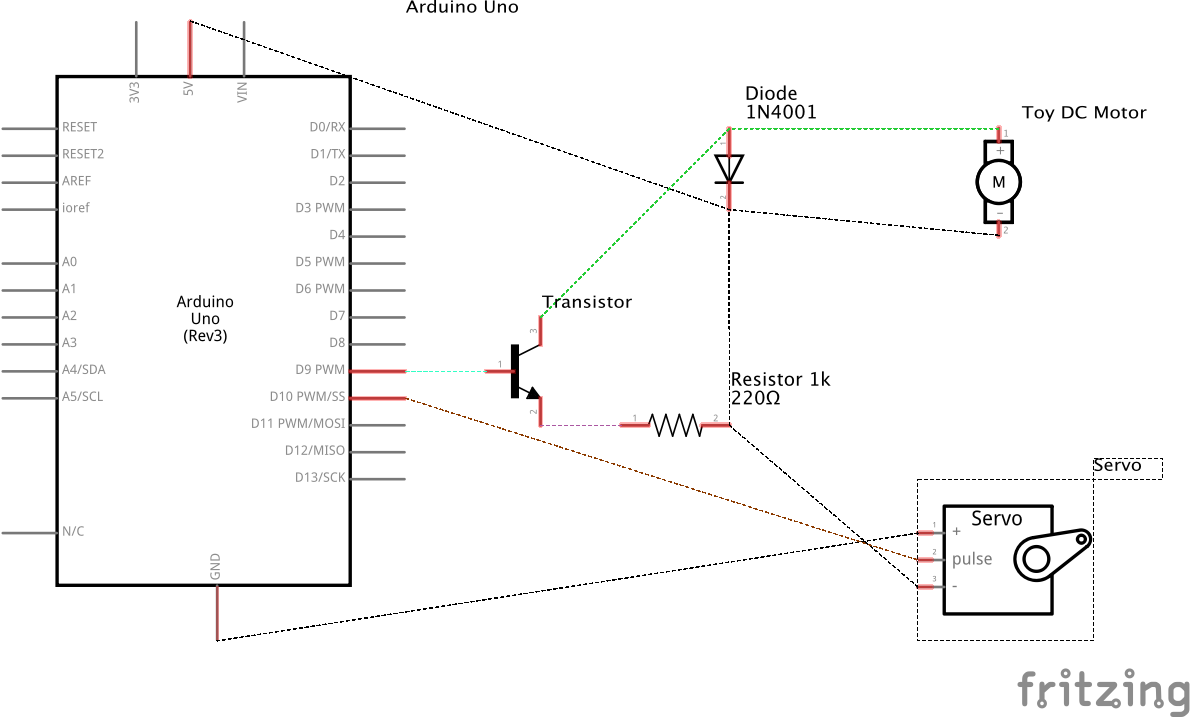 Arduino Uno
3V3
5V
VIN
RESET
RESET2
AREF
ioref
A0
A1
A2
A3
A4/SDA
A5/SCL
N/C
Arduino
Uno
(Rev3)
D0/RX
D1/TX
D2
D3 PWM
D4
D5 PWM
D6 PWM
D7
D8
D9 PWM
D10 PWM/SS
D11 PWM/MOSI
D12/MISO
D13/SCK
GND
Diode
1N4001
1
2
Toy DC Motor
1
+
M
–
2
Transistor
3
1
2
Resistor 1k
220Ω
1
2
Servo
Servo
1
+
2
pulse
3
-
fritzing